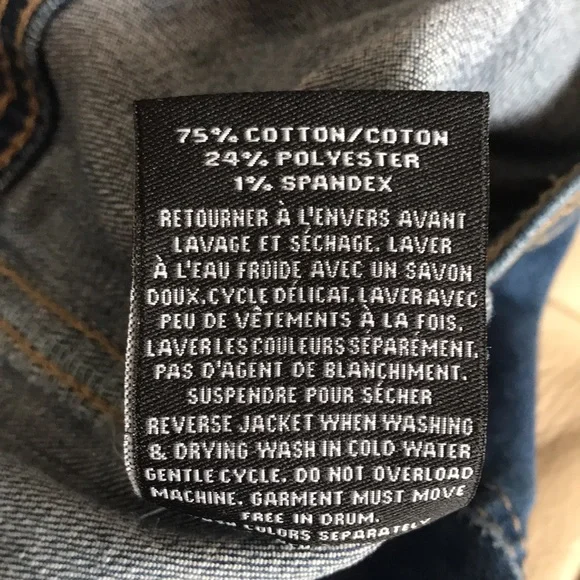 75% COTTON/COTON
24% POLYESTER
1% SPANDEX
RETOURNER À L'ENVERS AVANT
LAVAGE ET SÉCHAGE. LAVER
À L'EAU FROIDE AVEC UN SAVON
DOUX.CYCLE DÉLICAT.LAVER AVEC
PEU DE VÊTEMENTS À LA FOIS.
LAVER LES COULEURS SEPAREMENT.
PAS D'AGENT DE BLANCHIMENT.
SUSPENDRE POUR SÉCHER
REVERSE JACKET WHEN WASHING
& DRYING WASH IN COLD WATER
GENTLE CYCLE. DO NOT OVERLOAD
MACHINE. GARMENT MUST MOVE
FREE IN DRUM.
COLORS SEPARATELY